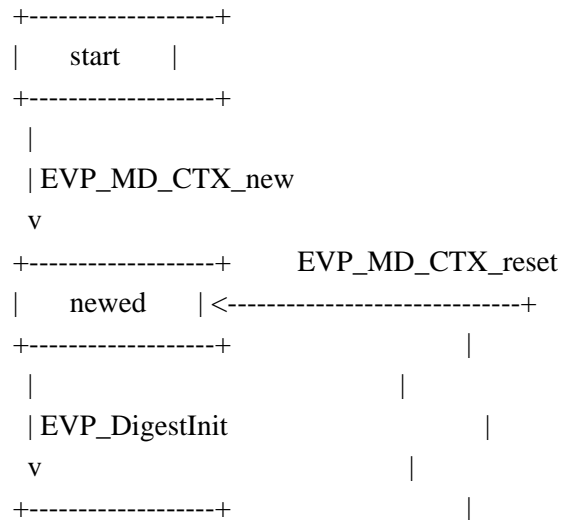 +-------------------+
| start |
+-------------------+
|
| EVP_MD_CTX_new
v
+-------------------+ EVP_MD_CTX_reset
| newed | <------------------------------+
+-------------------+ |
| |
| EVP_DigestInit |
v |
+-------------------+ |